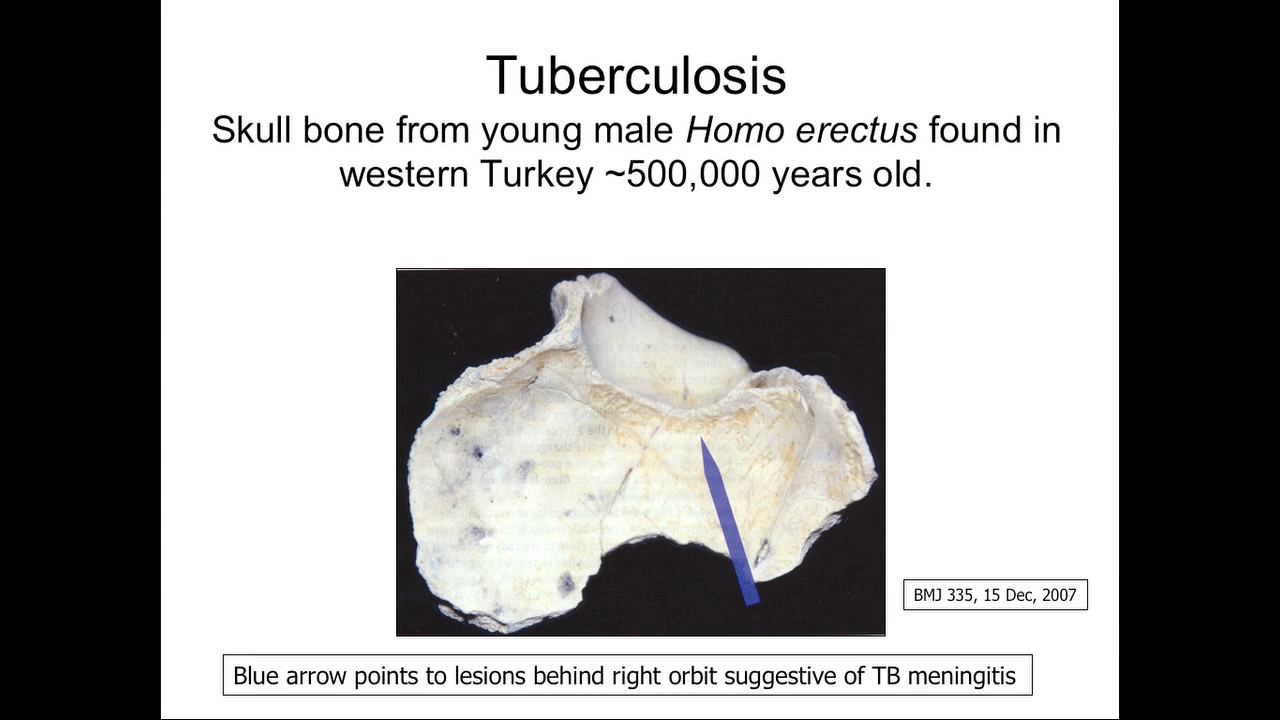 Tuberculosis
Skull bone from young male Homo erectus found in
western Turkey ~500,000 years old.
BMJ 335, 15 Dec, 2007
Blue arrow points to lesions behind right orbit suggestive of TB meningitis